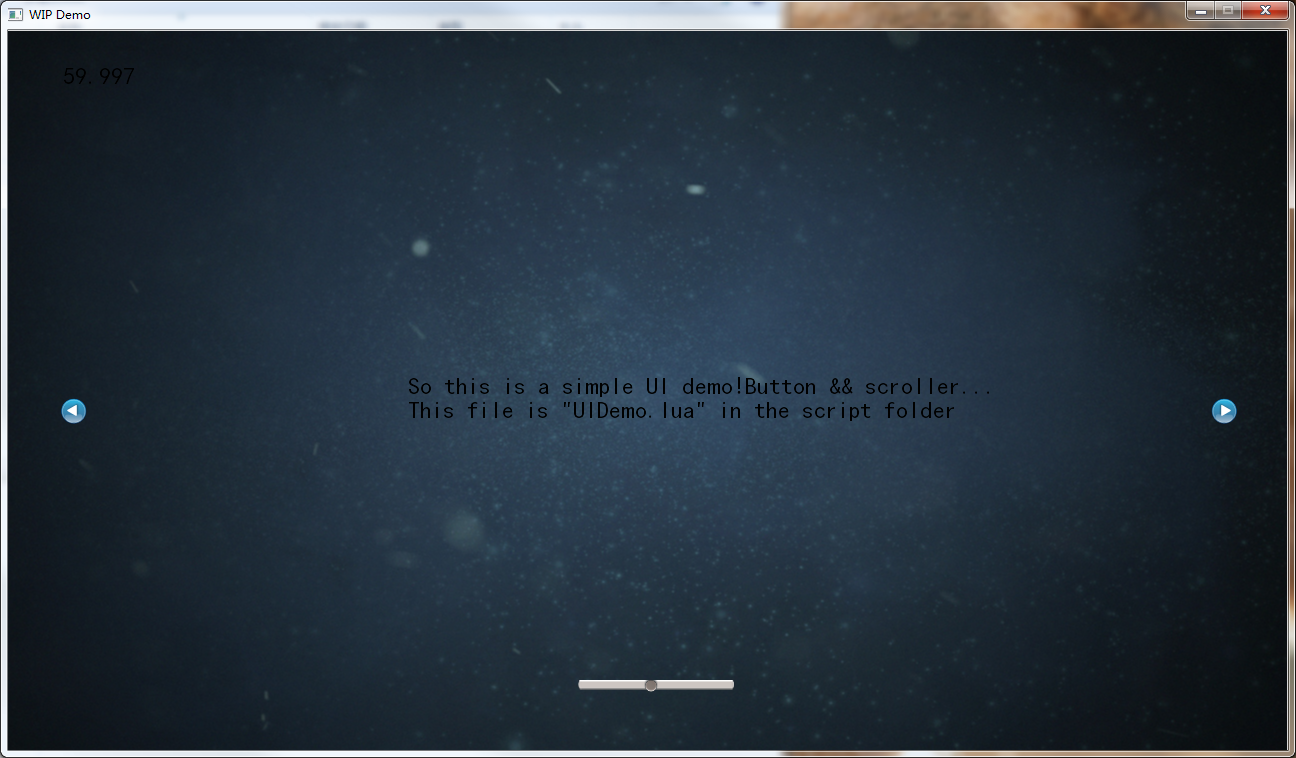 WIP Demo
59.997
So this is a simple UI demo!Button && scroller...
This file is "UIDemo.lua" in the script folder